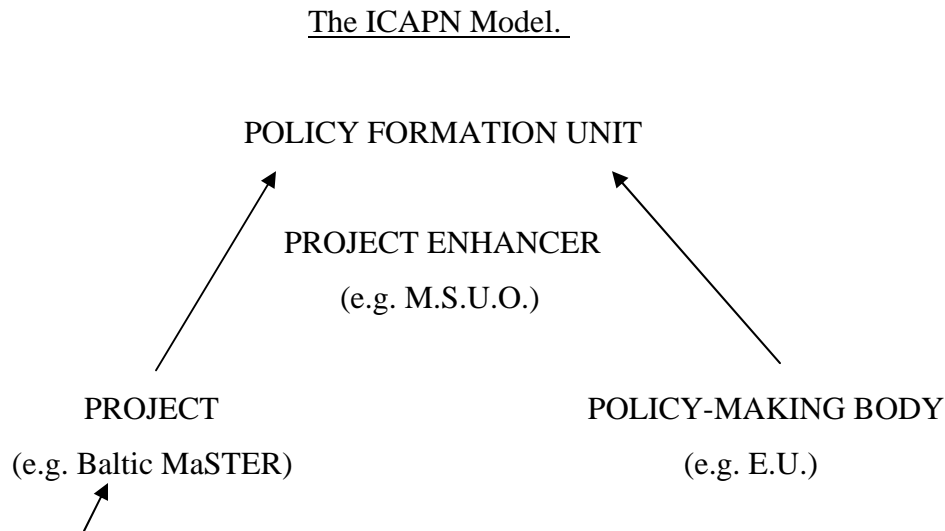 The ICAPN Model.
POLICY FORMATION UNIT
PROJECT ENHANCER
(e.g. M.S.U.O.)
PROJECT
POLICY-MAKING BODY
(e.g. Baltic MaSTER)
(e.g. E.U.)